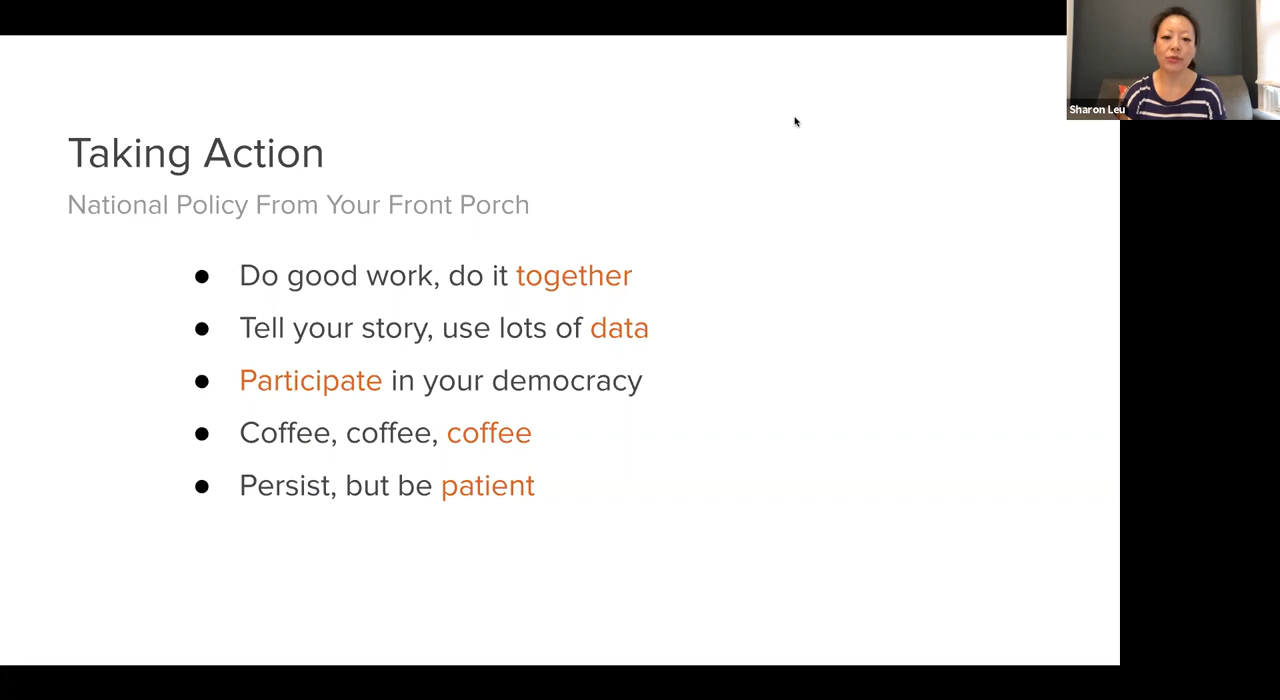 Sharon Leu
Taking Action
National Policy From Your Front Porch
● Do good work, do it together
● Tell your story, use lots of data
● Participate in your democracy
● Coffee, coffee, coffee
● Persist, but be patient